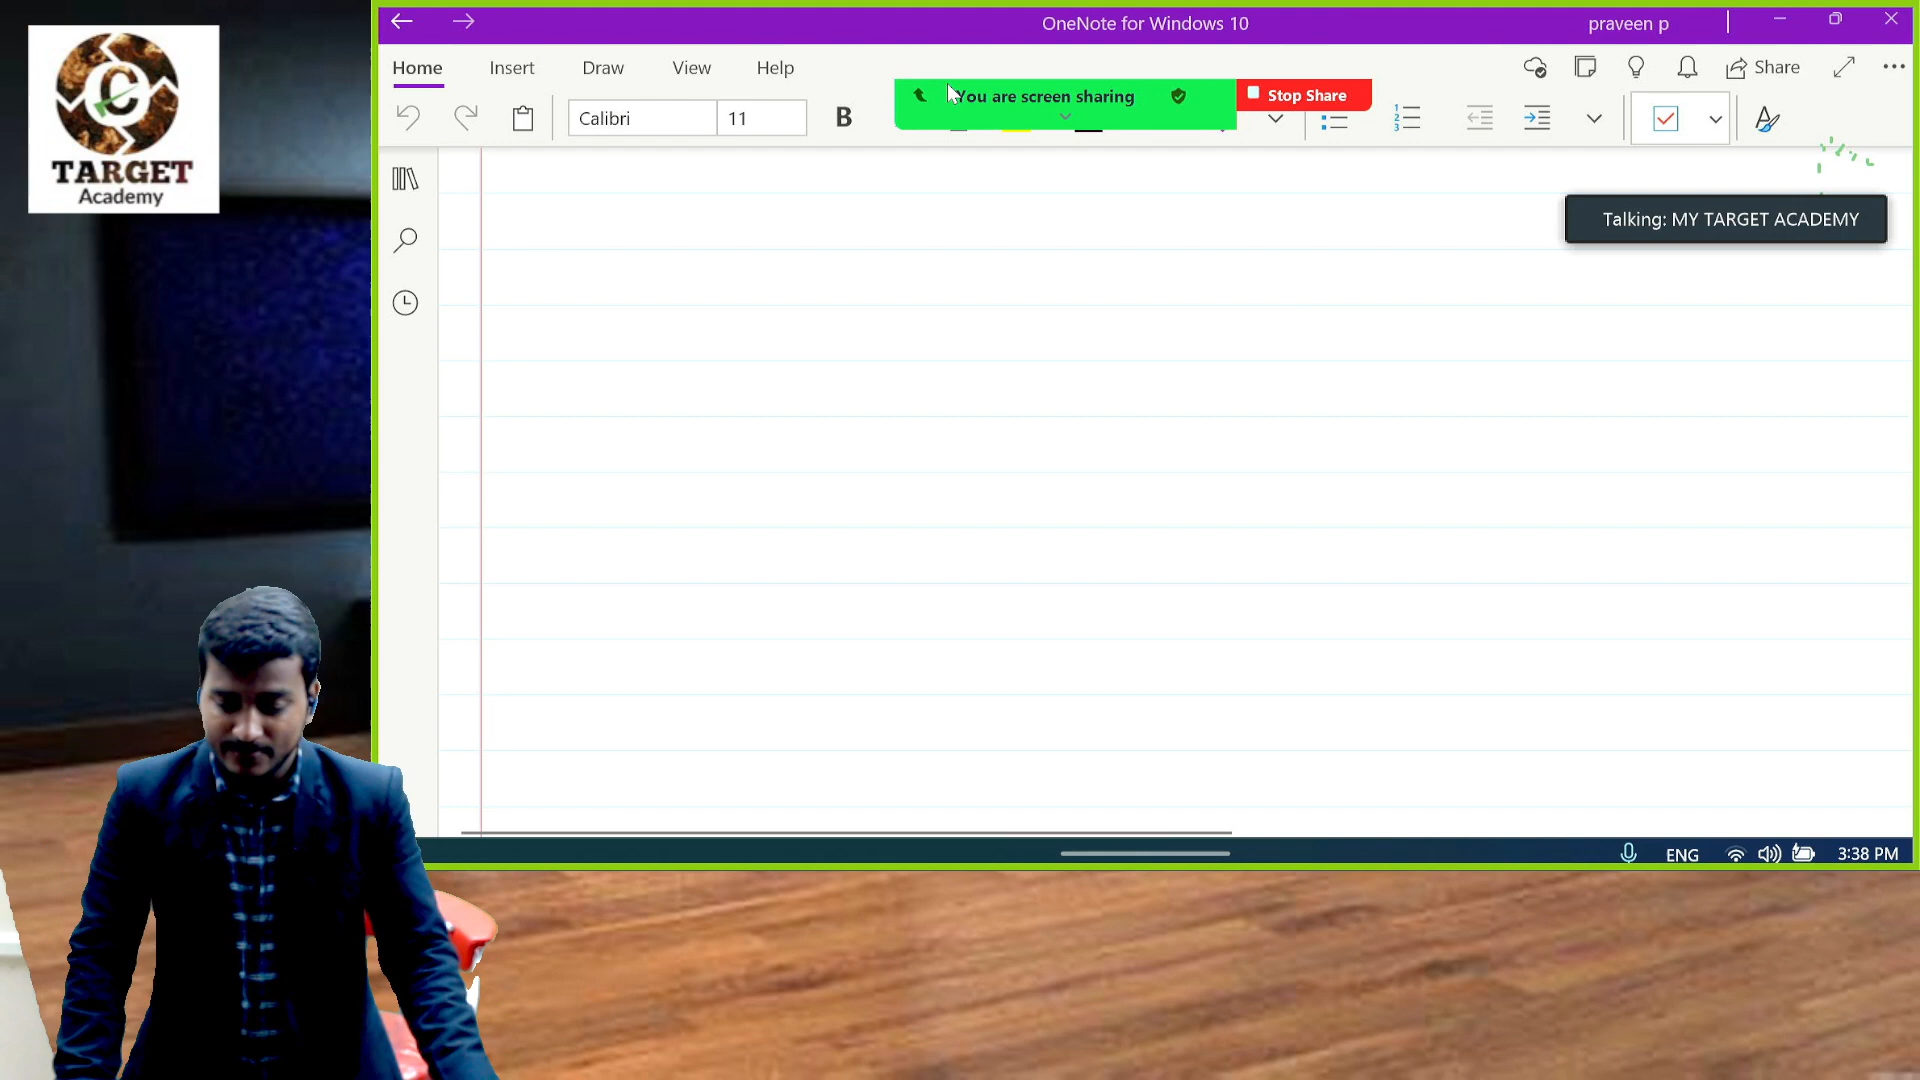 TARGET
Academy
OneNote for Windows 10
praveen p
Home
Insert
Draw
View
Help
Share
You are screen sharing
Stop Share
Calibri
11
B
Talking: MY TARGET ACADEMY
ENG
3:38 PM